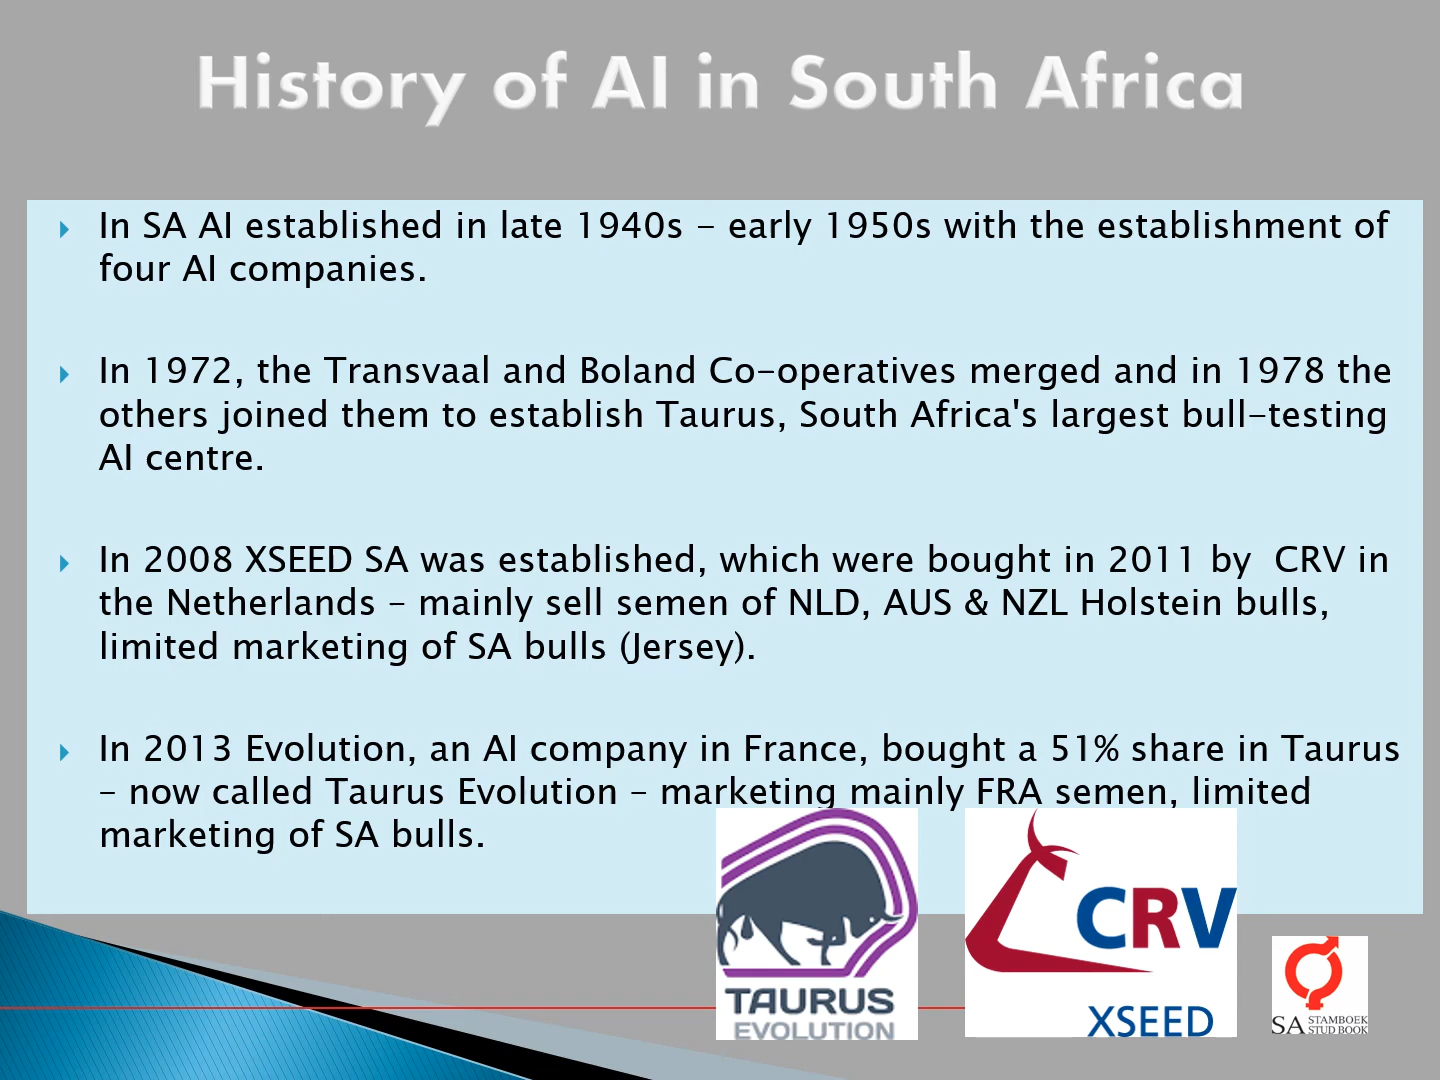 History of AI in South Africa
In SA AI established in late 1940s – early 1950s with the establishment of
four AI companies.
In 1972, the Transvaal and Boland Co-operatives merged and in 1978 the
others joined them to establish Taurus, South Africa's largest bull-testing
AI centre.
In 2008 XSEED SA was established, which were bought in 2011 by  CRV in
the Netherlands – mainly sell semen of NLD, AUS & NZL Holstein bulls,
limited marketing of SA bulls (Jersey).
In 2013 Evolution, an AI company in France, bought a 51% share in Taurus
– now called Taurus Evolution – marketing mainly FRA semen, limited
marketing of SA bulls.
TAURUS
EVOLUTION
CRV
XSEED
SA STAMBOEK
STUD BOOK